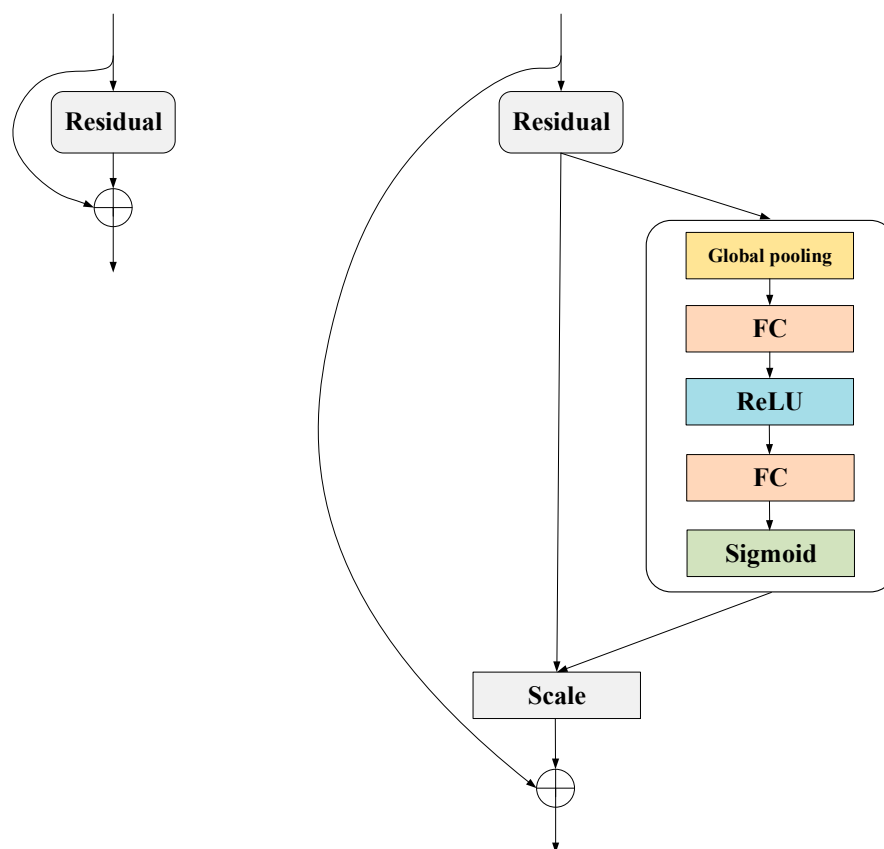 Residual
Residual
Global pooling
FC
ReLU
FC
Sigmoid
Scale